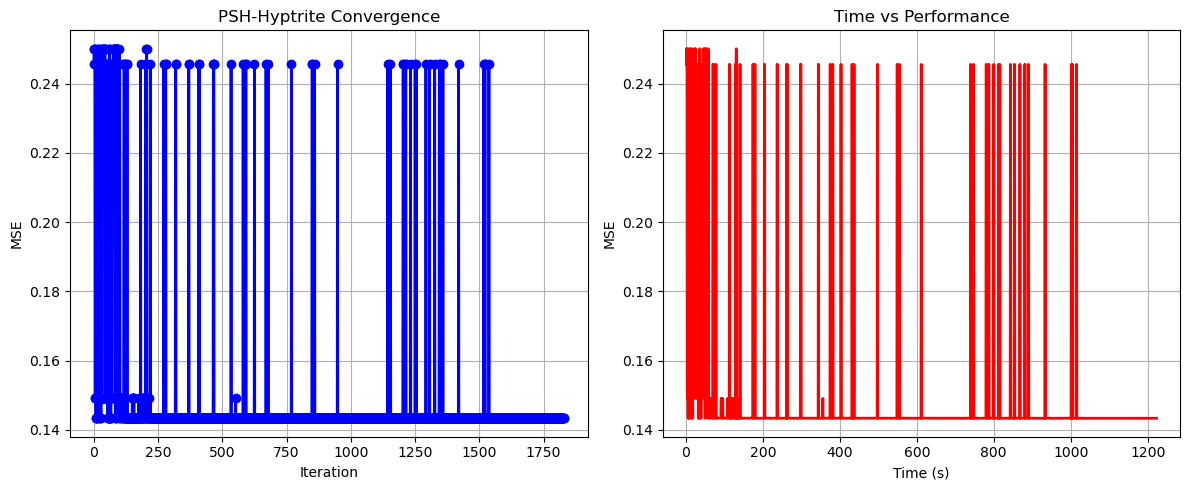 PSH-Hyptrite Convergence
MSE
0.24
0.22
0.20
0.18
0.16
0.14
0 250 500 750 1000 1250 1500 1750
Iteration
Time vs Performance
MSE
0.24
0.22
0.20
0.18
0.16
0.14
0 200 400 600 800 1000 1200
Time (s)